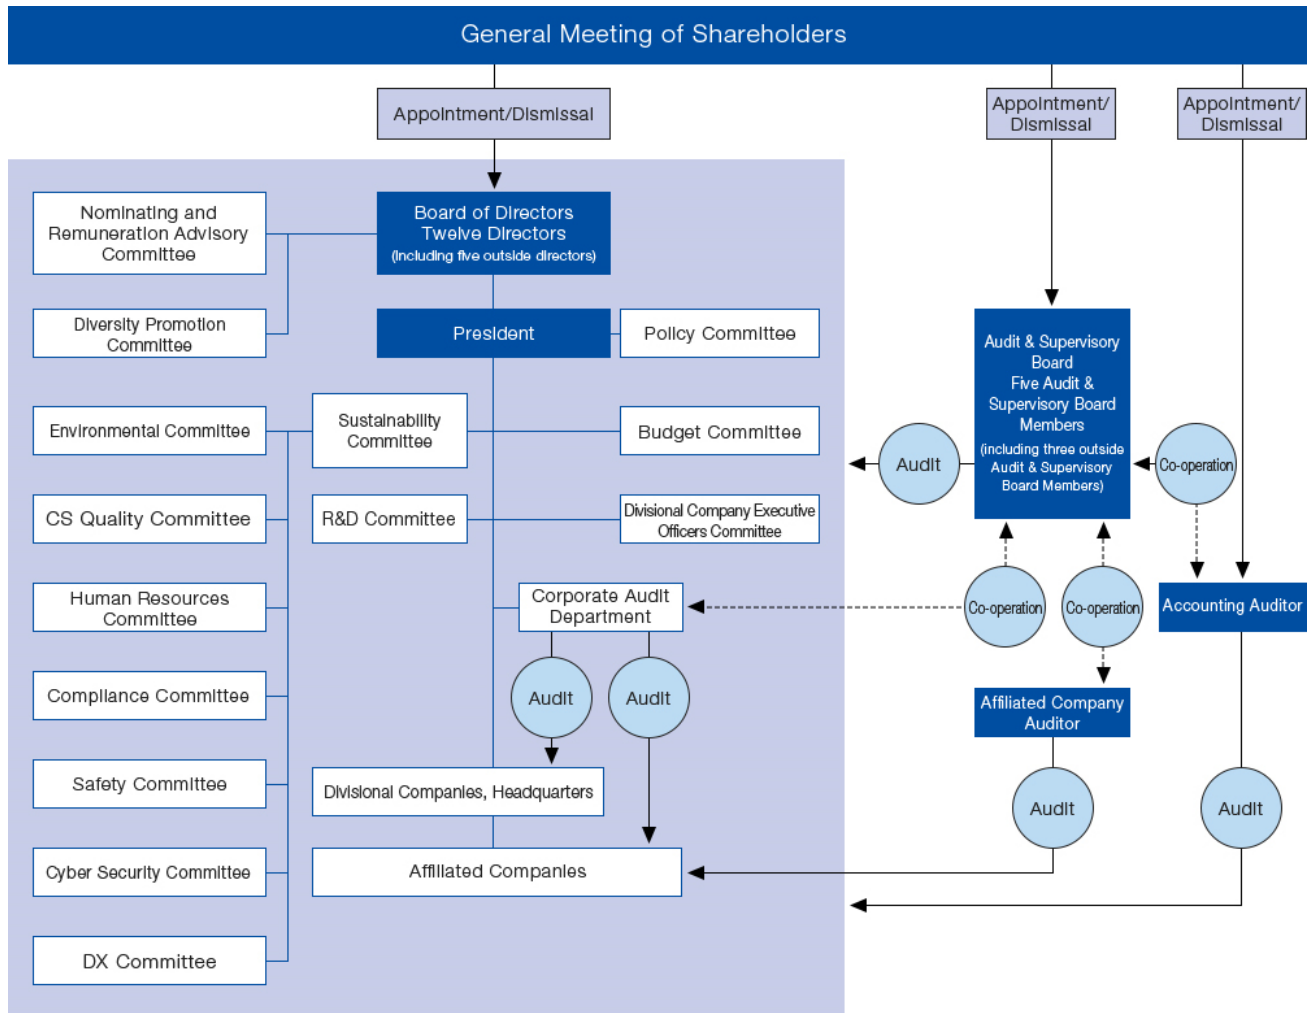 General Meeting of Shareholders
Appointment/Dismissal
Appointment/
Dismissal
Appointment/
Dismissal
Nominating and
Remuneration Advisory
Committee
Board of Directors
Twelve Directors
(including five outside directors)
Diversity Promotion
Committee
President
Policy Committee
Audit & Supervisory
Board
Five Audit &
Supervisory Board
Members
(including three outside
Audit & Supervisory
Board Members)
Environmental Committee
Sustainability
Committee
Budget Committee
Audit
Co-operation
CS Quality Committee
R&D Committee
Divisional Company Executive
Officers Committee
Human Resources
Committee
Corporate Audit
Department
Co-operation
Co-operation
Accounting Auditor
Compliance Committee
Audit
Audit
Affiliated Company
Auditor
Safety Committee
Divisional Companies, Headquarters
Audit
Audit
Cyber Security Committee
Affiliated Companies
DX Committee